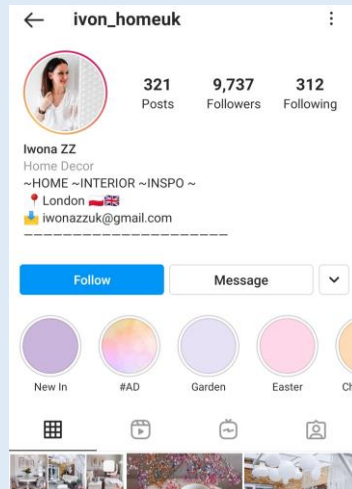 ivon_homeuk
321 9,737 312
Posts Followers Following
Iwona ZZ
Home Decor
~HOME ~INTERIOR ~INSPO ~
📍London 🇵🇱🇬🇧
📩 iwonazzuk@gmail.com
————————————————————
Follow Message
New In #AD Garden Easter Ch